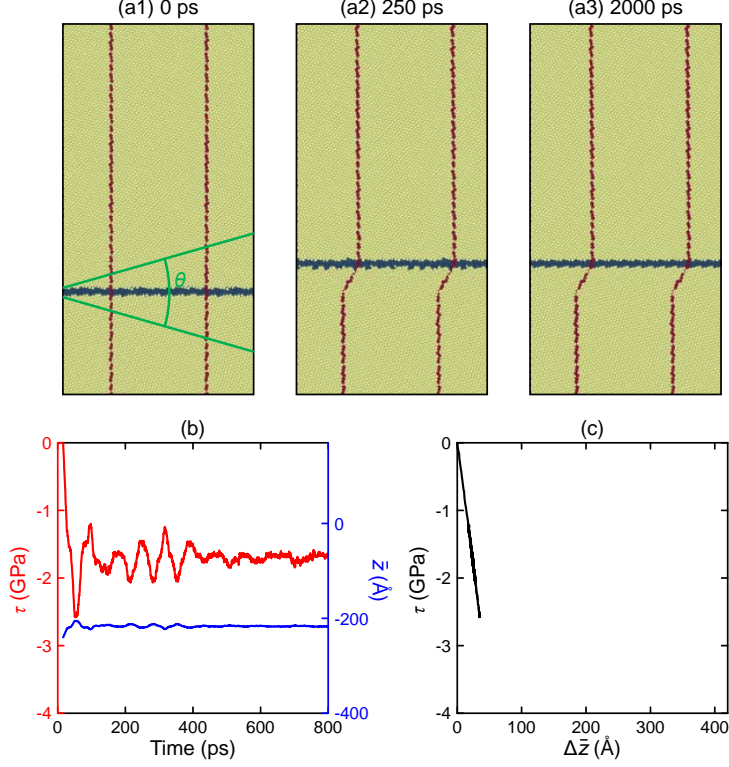 (a1) 0 ps
(a2) 250 ps
(a3) 2000 ps
θ
(b)
(c)
0
-1
-2
-3
-4
τ (GPa)
0
-200
-400
z̄ (Å)
0
200
400
600
800
Time (ps)
0
-1
-2
-3
-4
τ (GPa)
0
100
200
300
400
Δz̄ (Å)